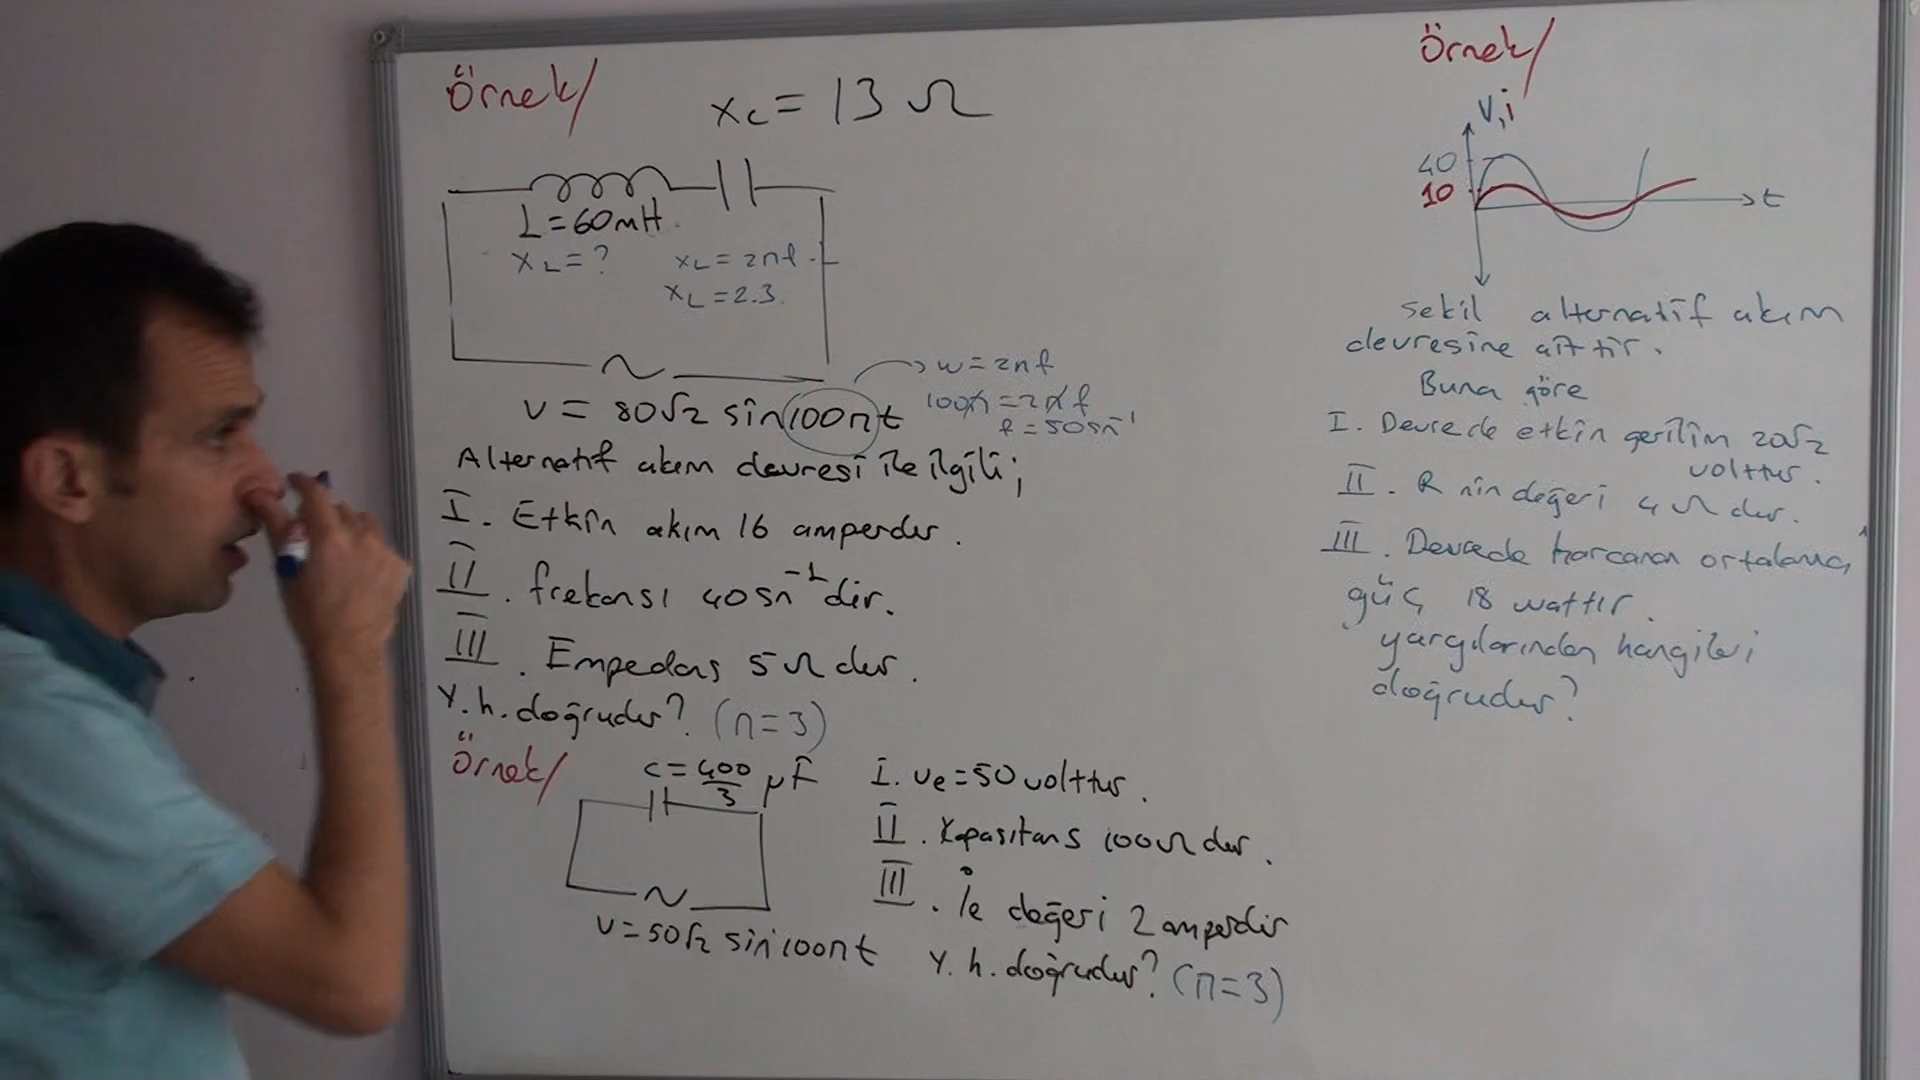 Örnek/
xc = 13 Ω
L = 60mH
xL = ?
xL = 2πf.
xL = 2.3.
w = 2πf
100π = 2πf
f = 50sn⁻¹
v = 80√2 sin100πt
Alternatif akım devresi ile ilgili;
I. Etkin akım 16 amperdir.
II. frekansı 40sn⁻¹ dir.
III. Empedans 5Ω dur.
Y.h. doğrudur? (π=3)
Örnek/
c = 400/3 μF
v = 50√2 sin100πt
I. ve = 50 volttur.
II. Kapasitans 100Ω dur.
III. ie değeri 2 amperdir
Y.h. doğrudur? (π=3)
Örnek/
V,i
40
10
t
Sekil alternatif akım
devresine aittir.
Buna göre
I. Devrede etkin gerilim 20√2
volttur.
II. R nin değeri 4Ω dur.
III. Devrede harcanan ortalama
güç 18 wattır.
yargılarından hangileri
doğrudur?